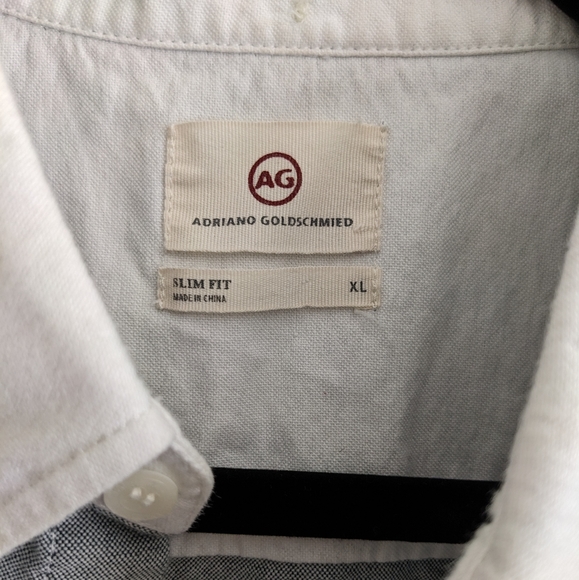 AG
ADRIANO GOLDSCHMIED
SLIM FIT XL
MADE IN CHINA